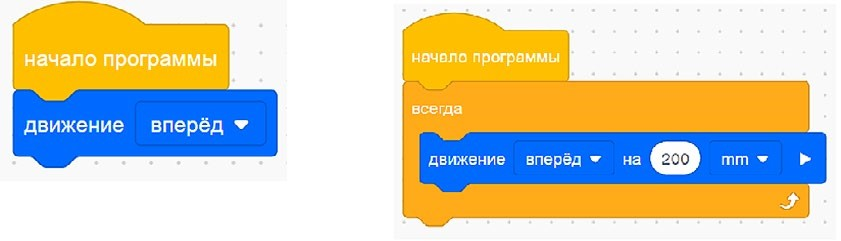 начало программы
движение вперёд
начало программы
всегда
движение вперёд на 200 mm